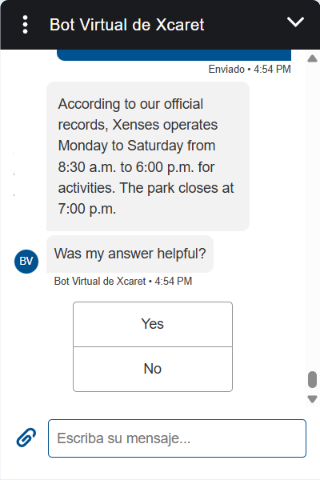 Bot Virtual de Xcaret
Enviado • 4:54 PM
According to our official
records, Xenses operates
Monday to Saturday from
8:30 a.m. to 6:00 p.m. for
activities. The park closes at
7:00 p.m.
Was my answer helpful?
BV
Bot Virtual de Xcaret • 4:54 PM
Yes
No
Escriba su mensaje...